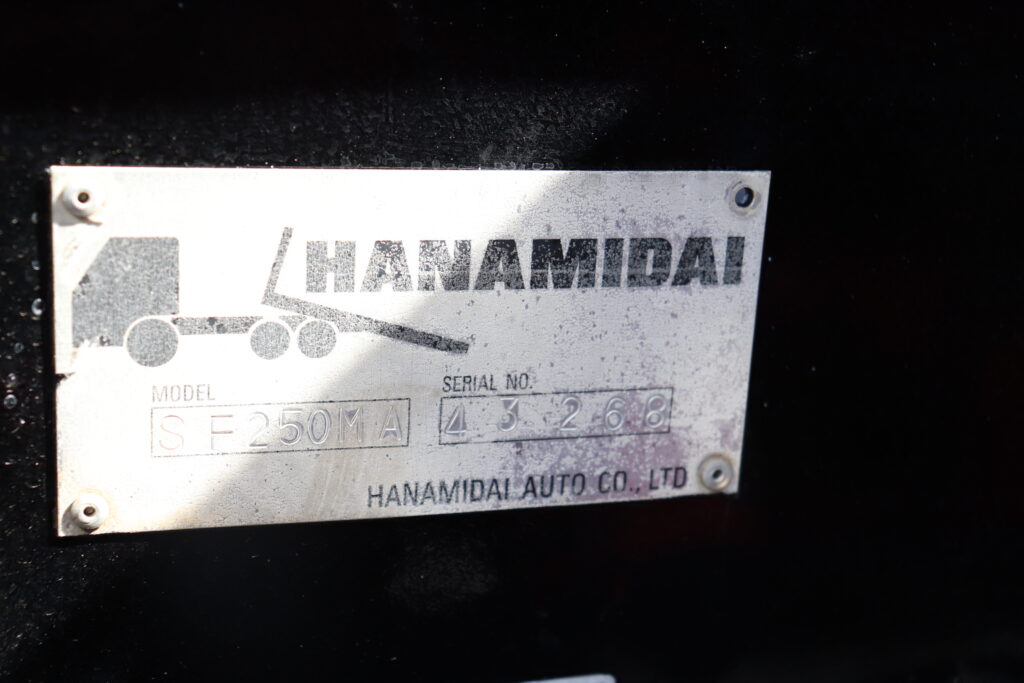 HANAMIDAI
MODEL
SF250MA
SERIAL NO.
43268
HANAMIDAI AUTO CO., LTD